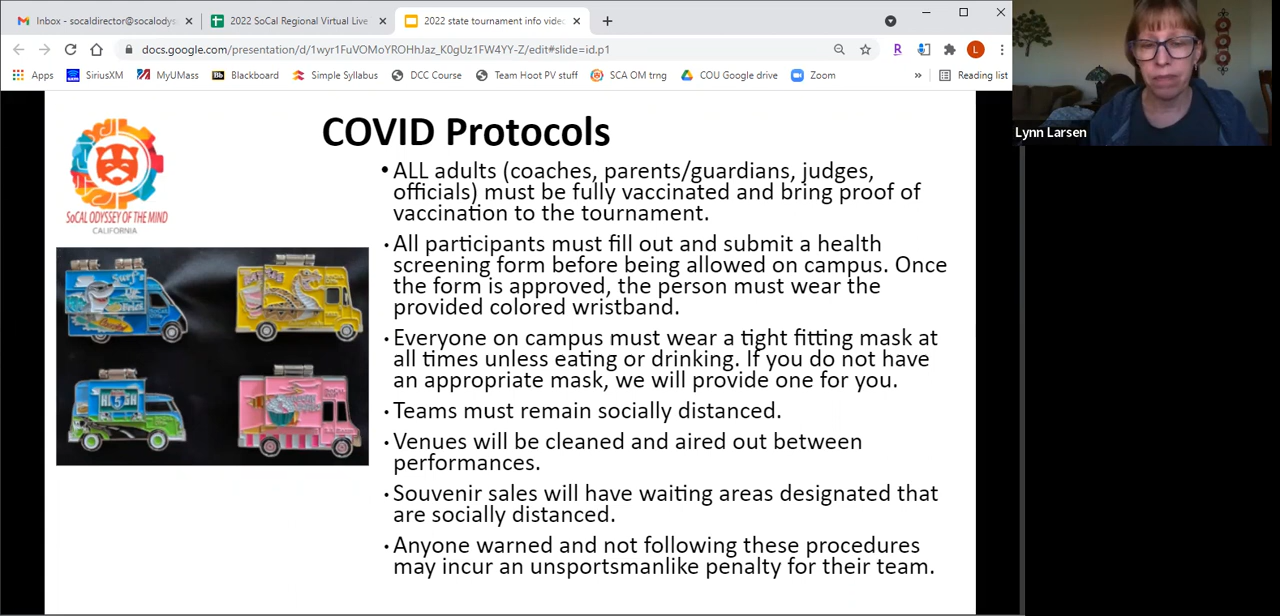 Inbox - socaldirector@socalodys
2022 SoCal Regional Virtual Live
2022 state tournament info video
docs.google.com/presentation/d/1wyr1FuVOMoYROHhJaz_K0gUz1FW4YY-Z/edit#slide=id.p1
Apps SiriusXM MyUMass Blackboard Simple Syllabus DCC Course Team Hoot PV stuff SCA OM trng COU Google drive Zoom » Reading list
Lynn Larsen
COVID Protocols
SoCAL ODYSSEY OF THE MIND
CALIFORNIA
• ALL adults (coaches, parents/guardians, judges,
officials) must be fully vaccinated and bring proof of
vaccination to the tournament.
• All participants must fill out and submit a health
screening form before being allowed on campus. Once
the form is approved, the person must wear the
provided colored wristband.
• Everyone on campus must wear a tight fitting mask at
all times unless eating or drinking. If you do not have
an appropriate mask, we will provide one for you.
• Teams must remain socially distanced.
• Venues will be cleaned and aired out between
performances.
• Souvenir sales will have waiting areas designated that
are socially distanced.
• Anyone warned and not following these procedures
may incur an unsportsmanlike penalty for their team.
Surf's